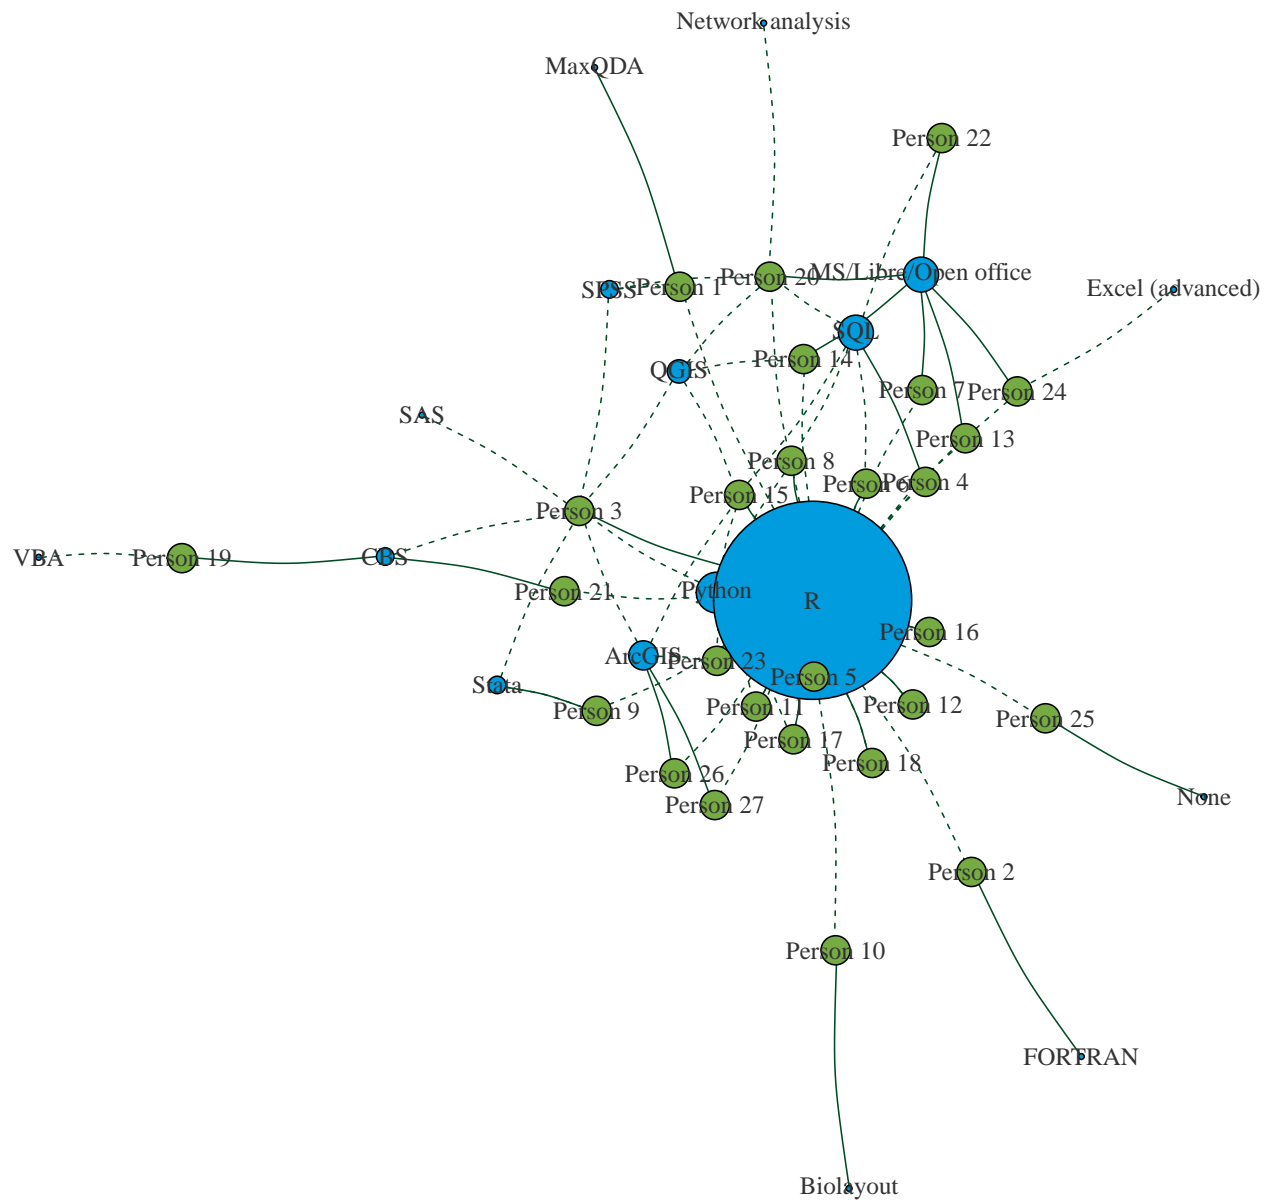 Network analysis
MaxQDA
Person 22
MS/Libre/Open office
Person 20
SPSS
Person 1
Excel (advanced)
SQL
Person 14
QGIS
Person 7
Person 24
SAS
Person 13
Person 8
Person 6
Person 4
Person 15
Person 3
VBA
Person 19
CBS
Person 21
Python
R
Person 16
ArcGIS
Person 23
Person 5
Stata
Person 9
Person 11
Person 12
Person 25
Person 17
Person 18
Person 26
Person 27
None
Person 2
Person 10
FORTRAN
Biolayout